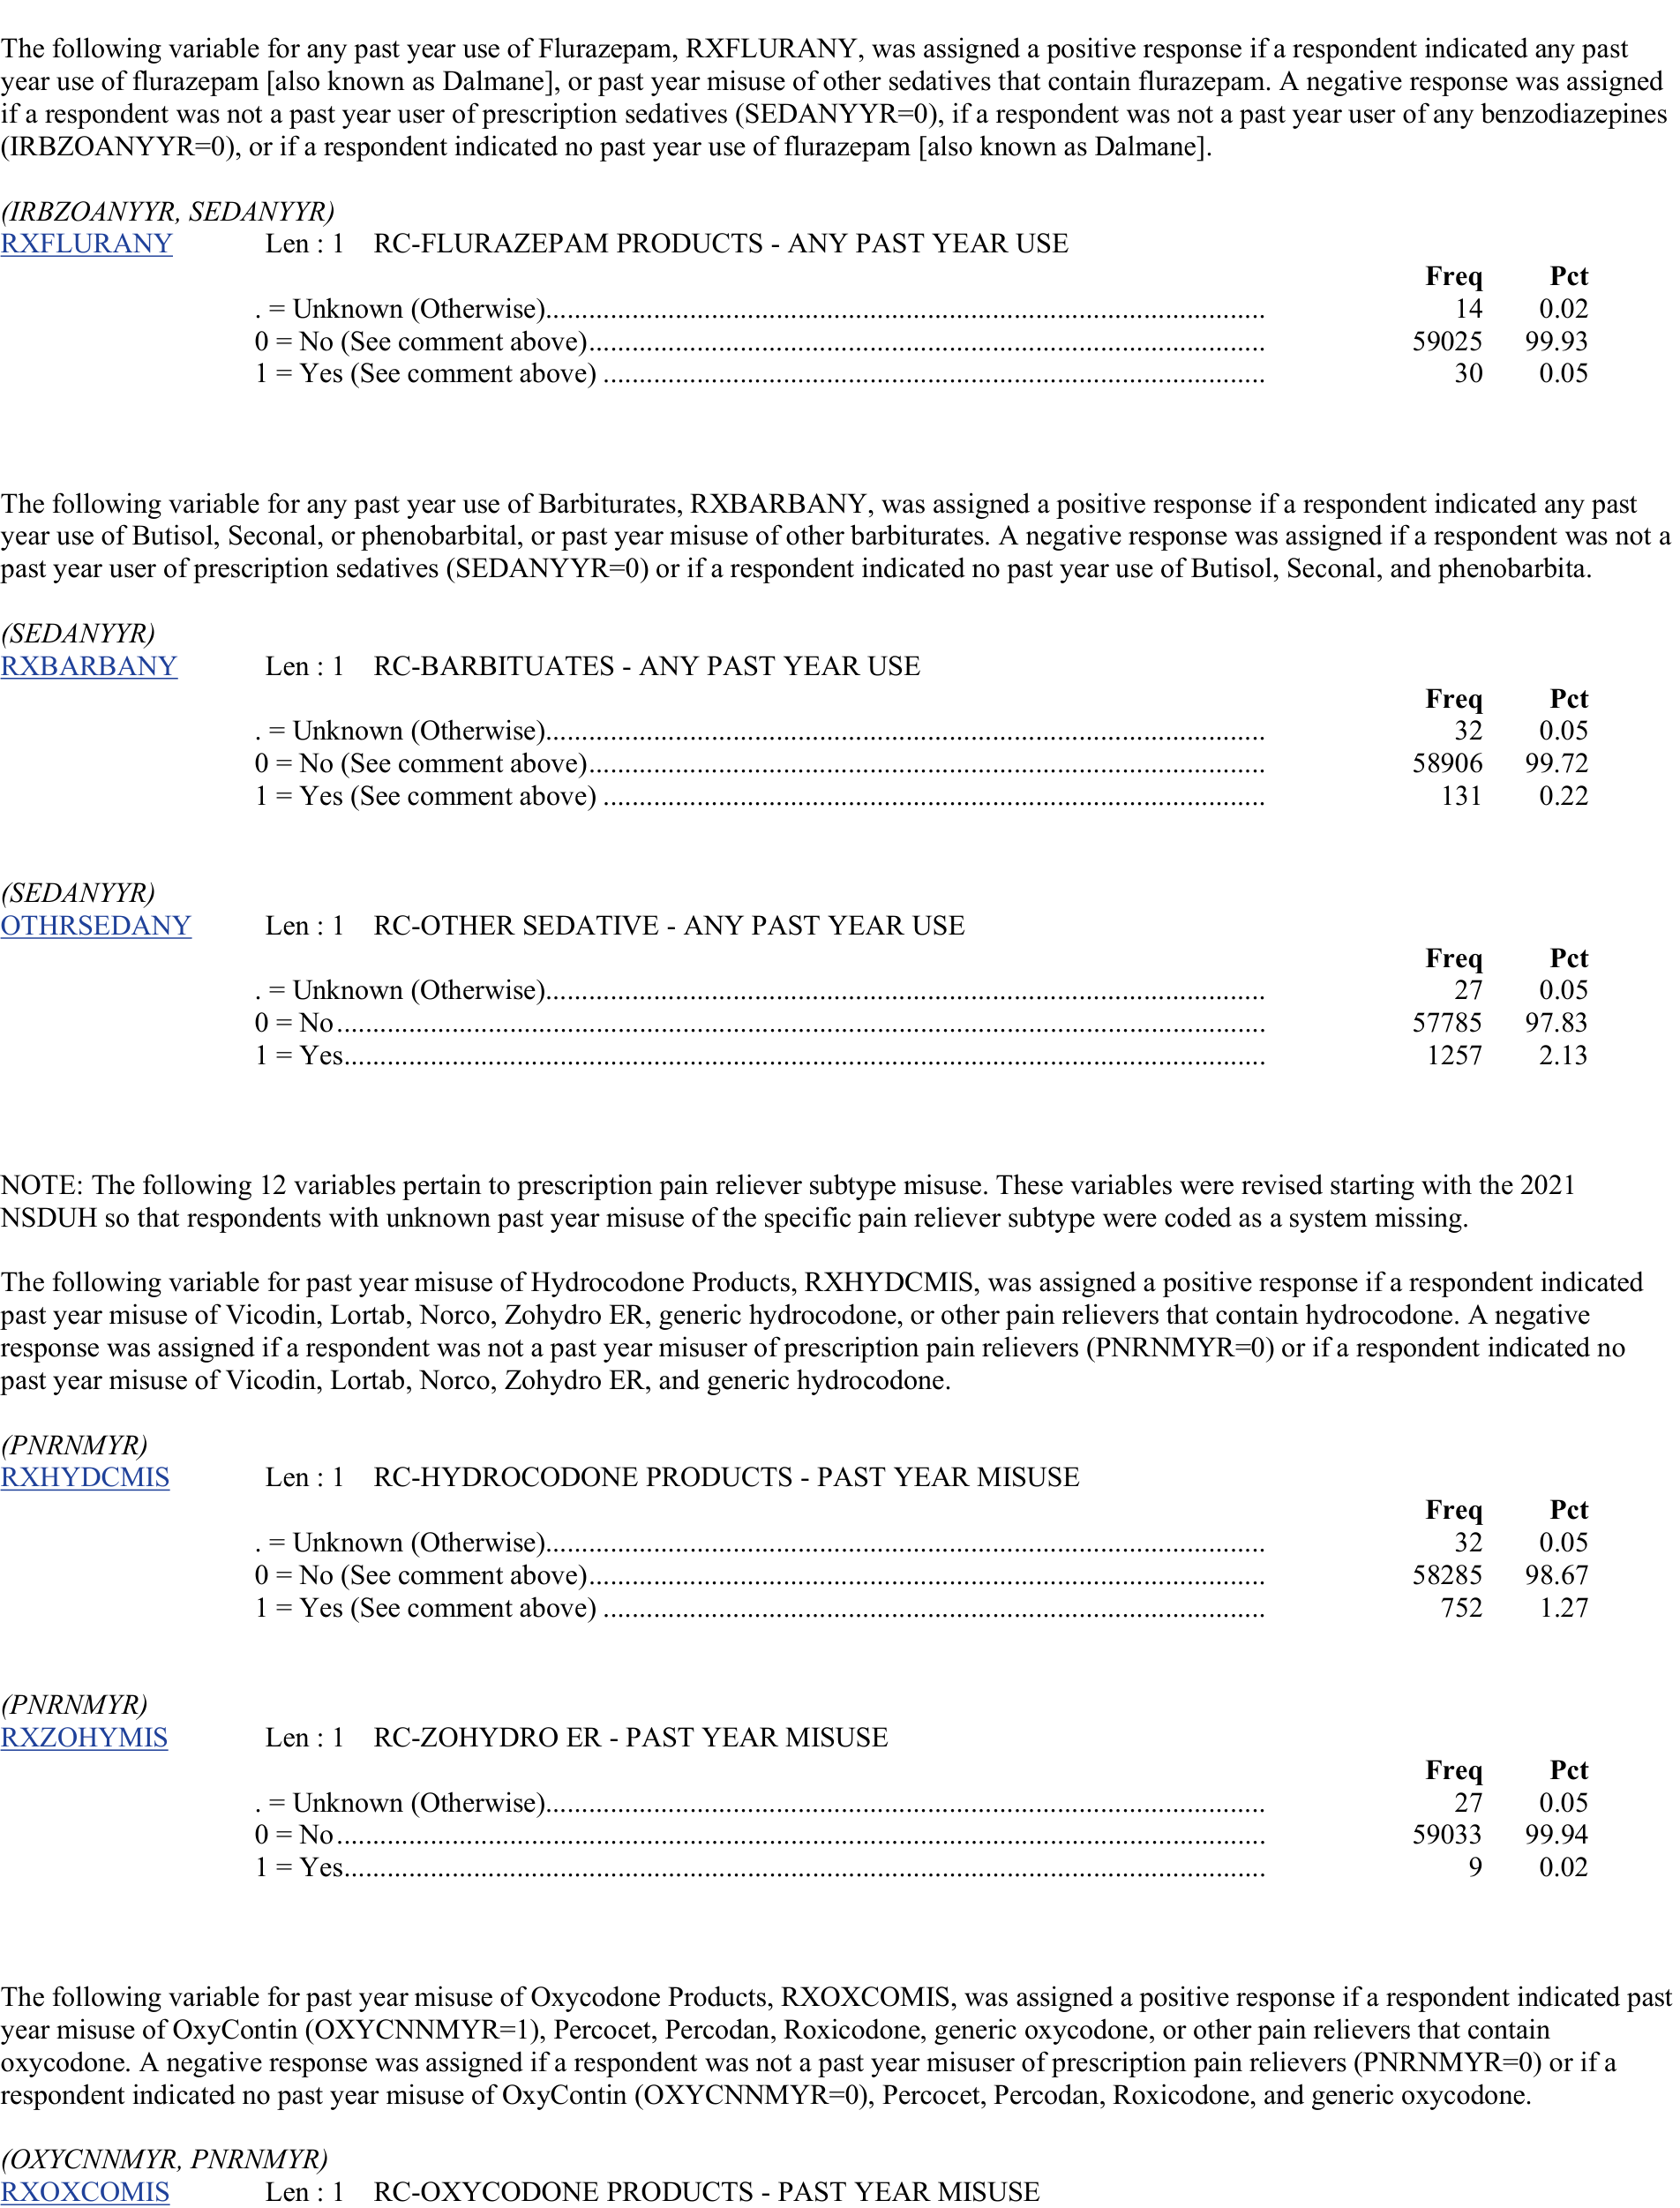 The following variable for any past year use of Flurazepam, RXFLURANY, was assigned a positive response if a respondent indicated any past
year use of flurazepam [also known as Dalmane], or past year misuse of other sedatives that contain flurazepam. A negative response was assigned
if a respondent was not a past year user of prescription sedatives (SEDANYYR=0), if a respondent was not a past year user of any benzodiazepines
(IRBZOANYYR=0), or if a respondent indicated no past year use of flurazepam [also known as Dalmane].
(IRBZOANYYR, SEDANYYR)
RXFLURANY Len : 1 RC-FLURAZEPAM PRODUCTS - ANY PAST YEAR USE
Freq Pct
. = Unknown (Otherwise).................................................................................................... 14 0.02
0 = No (See comment above).............................................................................................. 59025 99.93
1 = Yes (See comment above) ............................................................................................ 30 0.05
The following variable for any past year use of Barbiturates, RXBARBANY, was assigned a positive response if a respondent indicated any past
year use of Butisol, Seconal, or phenobarbital, or past year misuse of other barbiturates. A negative response was assigned if a respondent was not a
past year user of prescription sedatives (SEDANYYR=0) or if a respondent indicated no past year use of Butisol, Seconal, and phenobarbita.
(SEDANYYR)
RXBARBANY Len : 1 RC-BARBITUATES - ANY PAST YEAR USE
Freq Pct
. = Unknown (Otherwise).................................................................................................... 32 0.05
0 = No (See comment above).............................................................................................. 58906 99.72
1 = Yes (See comment above) ............................................................................................ 131 0.22
(SEDANYYR)
OTHRSEDANY Len : 1 RC-OTHER SEDATIVE - ANY PAST YEAR USE
Freq Pct
. = Unknown (Otherwise).................................................................................................... 27 0.05
0 = No................................................................................................................................. 57785 97.83
1 = Yes................................................................................................................................ 1257 2.13
NOTE: The following 12 variables pertain to prescription pain reliever subtype misuse. These variables were revised starting with the 2021
NSDUH so that respondents with unknown past year misuse of the specific pain reliever subtype were coded as a system missing.
The following variable for past year misuse of Hydrocodone Products, RXHYDCMIS, was assigned a positive response if a respondent indicated
past year misuse of Vicodin, Lortab, Norco, Zohydro ER, generic hydrocodone, or other pain relievers that contain hydrocodone. A negative
response was assigned if a respondent was not a past year misuser of prescription pain relievers (PNRNMYR=0) or if a respondent indicated no
past year misuse of Vicodin, Lortab, Norco, Zohydro ER, and generic hydrocodone.
(PNRNMYR)
RXHYDCMIS Len : 1 RC-HYDROCODONE PRODUCTS - PAST YEAR MISUSE
Freq Pct
. = Unknown (Otherwise).................................................................................................... 32 0.05
0 = No (See comment above).............................................................................................. 58285 98.67
1 = Yes (See comment above) ............................................................................................ 752 1.27
(PNRNMYR)
RXZOHYMIS Len : 1 RC-ZOHYDRO ER - PAST YEAR MISUSE
Freq Pct
. = Unknown (Otherwise).................................................................................................... 27 0.05
0 = No................................................................................................................................. 59033 99.94
1 = Yes................................................................................................................................ 9 0.02
The following variable for past year misuse of Oxycodone Products, RXOXCOMIS, was assigned a positive response if a respondent indicated past
year misuse of OxyContin (OXYCNNMYR=1), Percocet, Percodan, Roxicodone, generic oxycodone, or other pain relievers that contain
oxycodone. A negative response was assigned if a respondent was not a past year misuser of prescription pain relievers (PNRNMYR=0) or if a
respondent indicated no past year misuse of OxyContin (OXYCNNMYR=0), Percocet, Percodan, Roxicodone, and generic oxycodone.
(OXYCNNMYR, PNRNMYR)
RXOXCOMIS Len : 1 RC-OXYCODONE PRODUCTS - PAST YEAR MISUSE